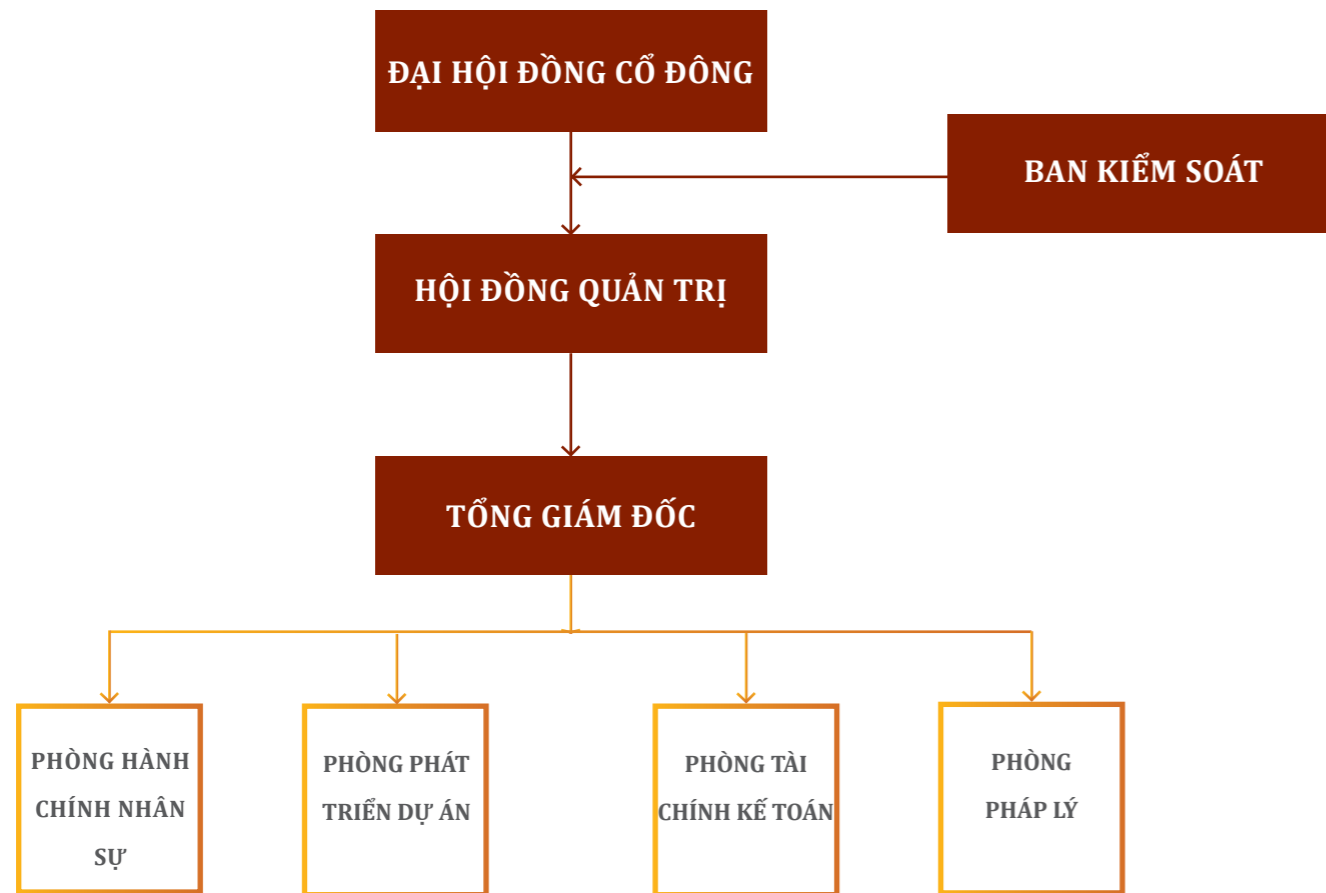 ĐẠI HỘI ĐỒNG CỔ ĐÔNG
BAN KIỂM SOÁT
HỘI ĐỒNG QUẢN TRỊ
TỔNG GIÁM ĐỐC
PHÒNG HÀNH
CHÍNH NHÂN
SỰ
PHÒNG PHÁT
TRIỂN DỰ ÁN
PHÒNG TÀI
CHÍNH KẾ TOÁN
PHÒNG
PHÁP LÝ